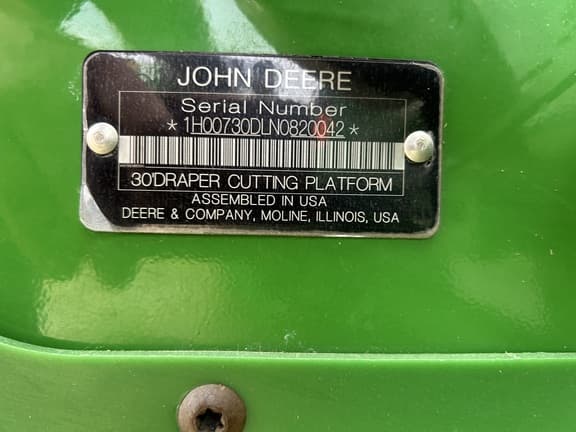 JOHN DEERE
Serial Number
* 1H00730DLN0820042 *
30'DRAPER CUTTING PLATFORM
ASSEMBLED IN USA
DEERE & COMPANY, MOLINE, ILLINOIS, USA